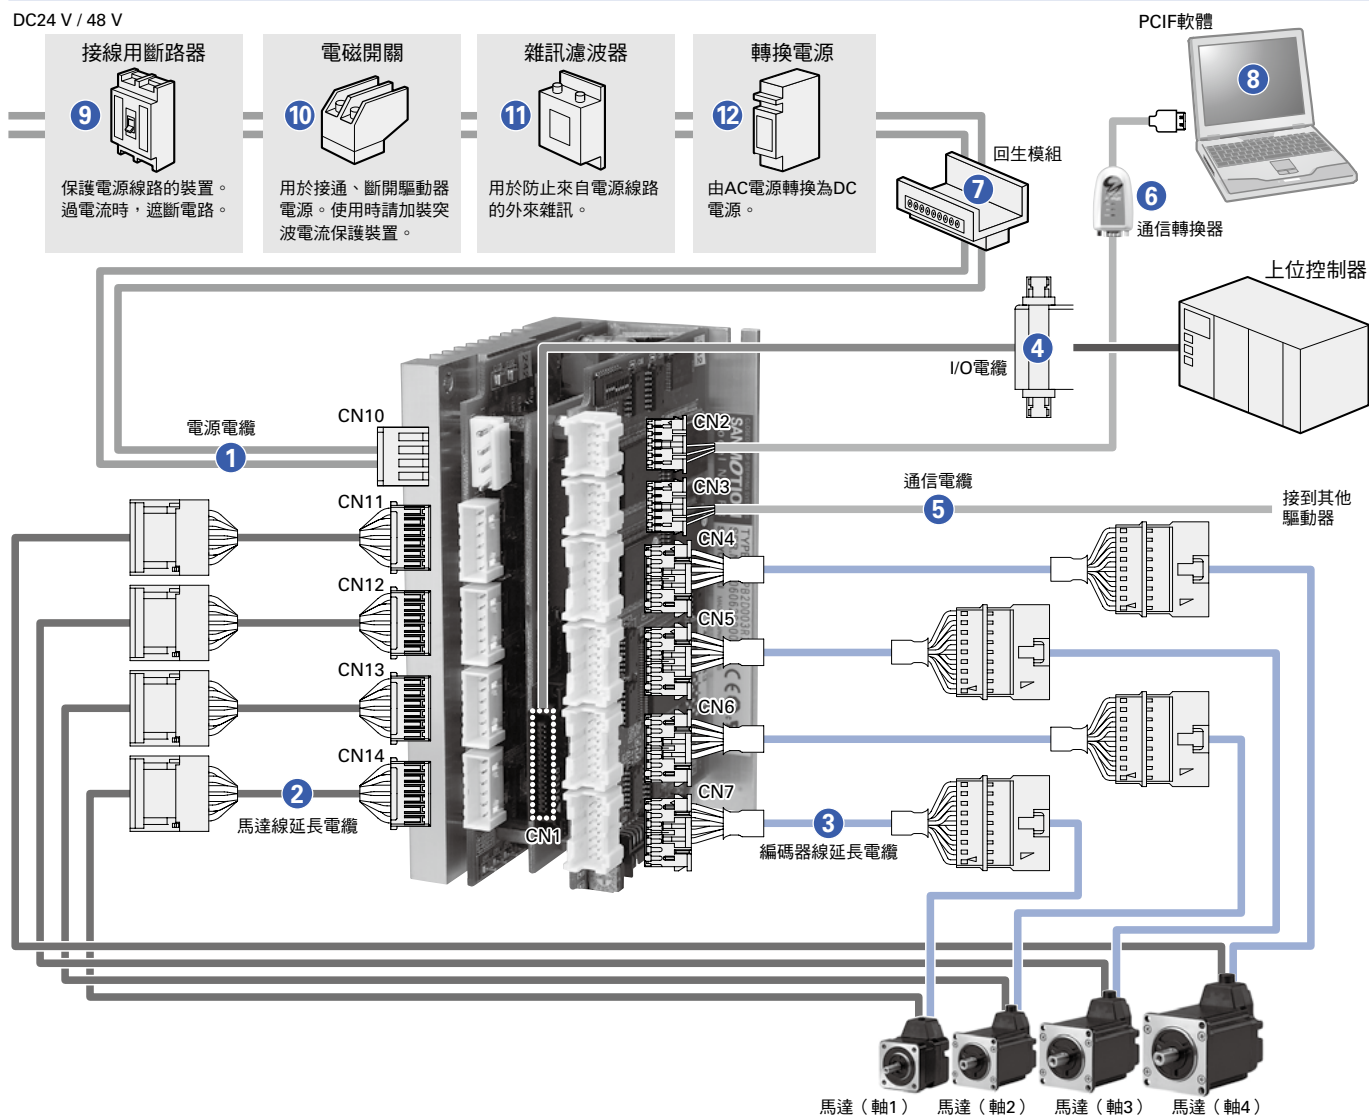 DC24 V / 48 V
接線用斷路器
9
保護電源線路的裝置。
過電流時，遮斷電路。
電磁開關
10
用於接通、斷開驅動器
電源。使用時請加裝突
波電流保護裝置。
雜訊濾波器
11
用於防止來自電源線路
的外來雜訊。
轉換電源
12
由AC電源轉換為DC
電源。
PCIF軟體
8
回生模組
7
6
通信轉換器
上位控制器
4
I/O電纜
電源電纜
1
CN10
CN2
CN3
通信電纜
5
接到其他
驅動器
CN11
CN4
CN12
CN5
CN13
CN6
CN14
CN7
2
馬達線延長電纜
CN1
3
編碼器線延長電纜
SANMOTION
馬達（軸1）
馬達（軸2）
馬達（軸3）
馬達（軸4）